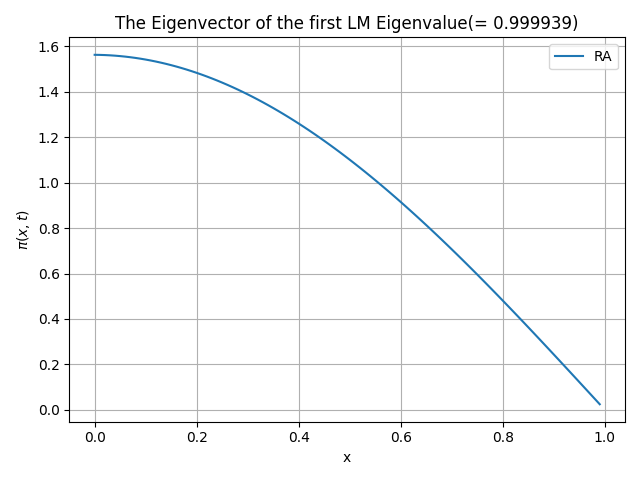 The Eigenvector of the first LM Eigenvalue(= 0.999939)
RA
1.6
1.4
1.2
1.0
0.8
0.6
0.4
0.2
0.0
π(x, t)
0.0 0.2 0.4 0.6 0.8 1.0
x